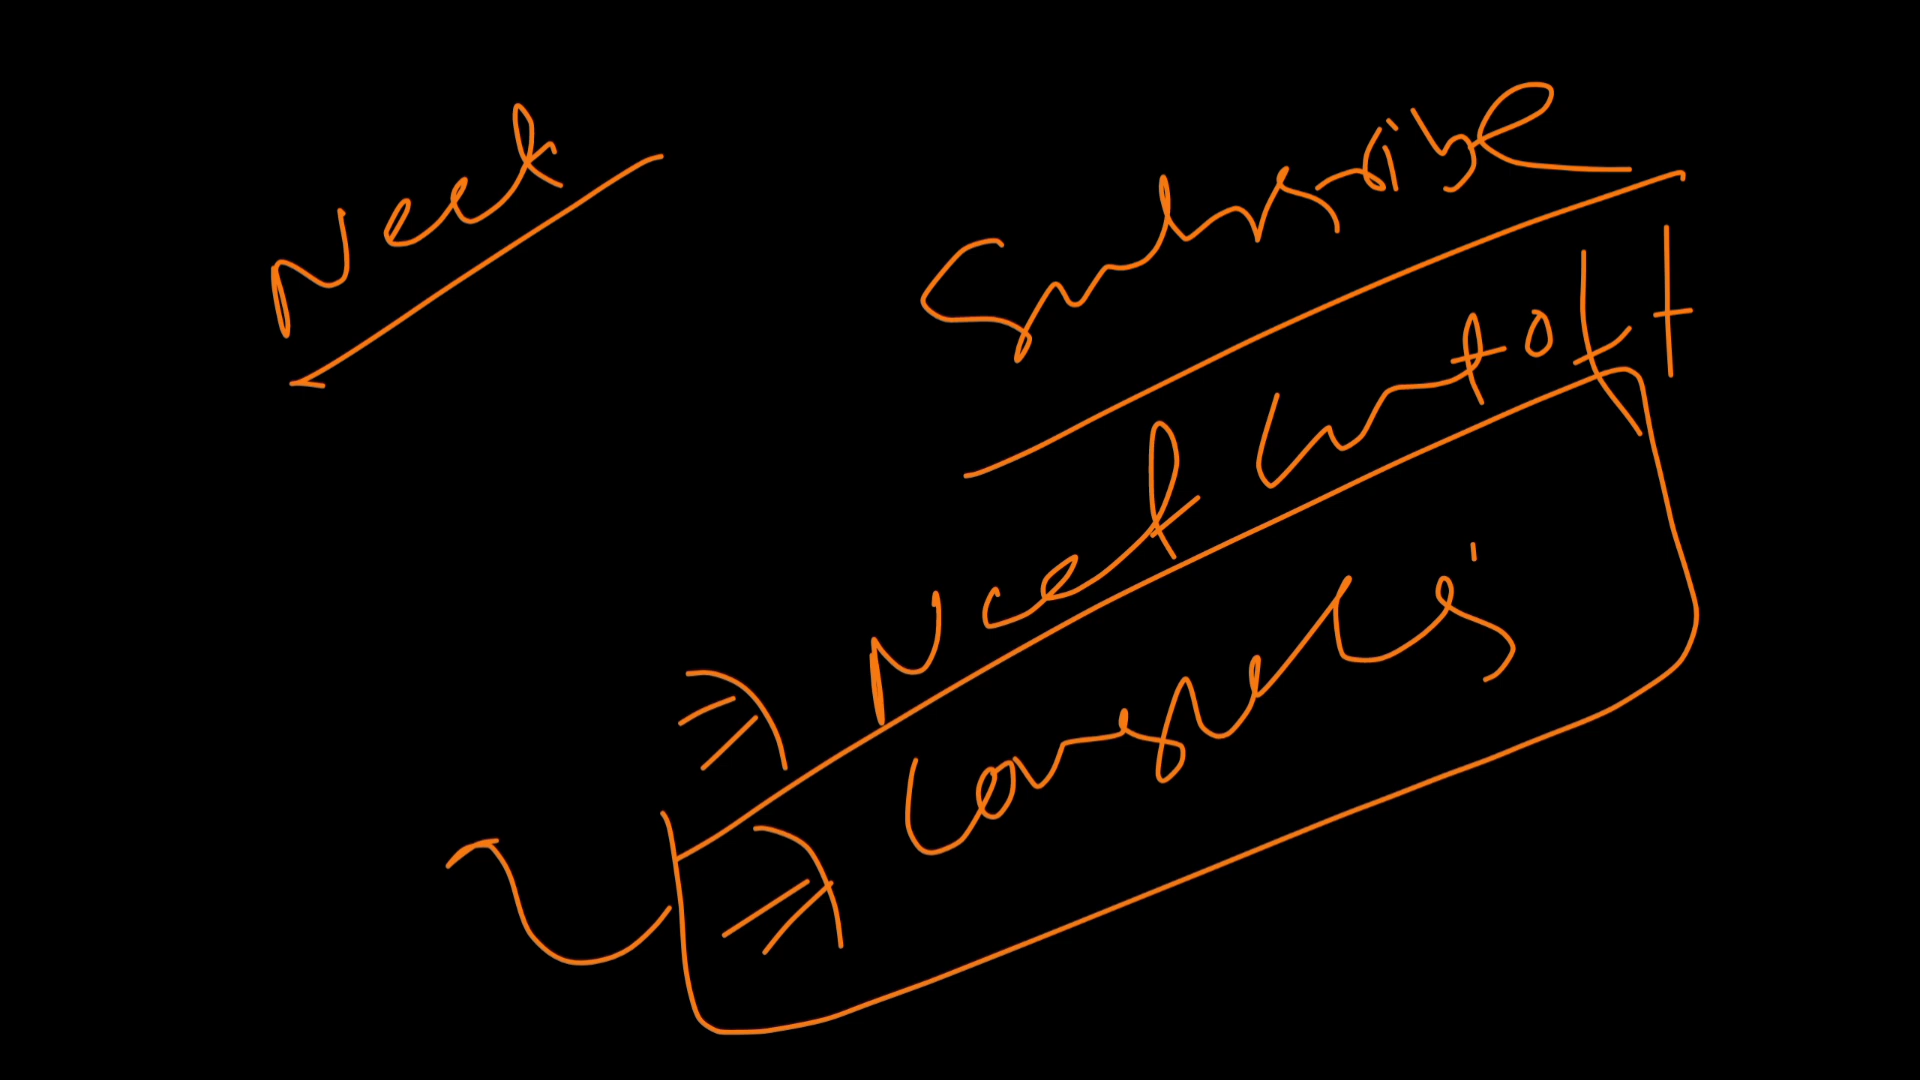 Neet
Subscribe
⇒ Neet Cutoff
⇒ Counselling